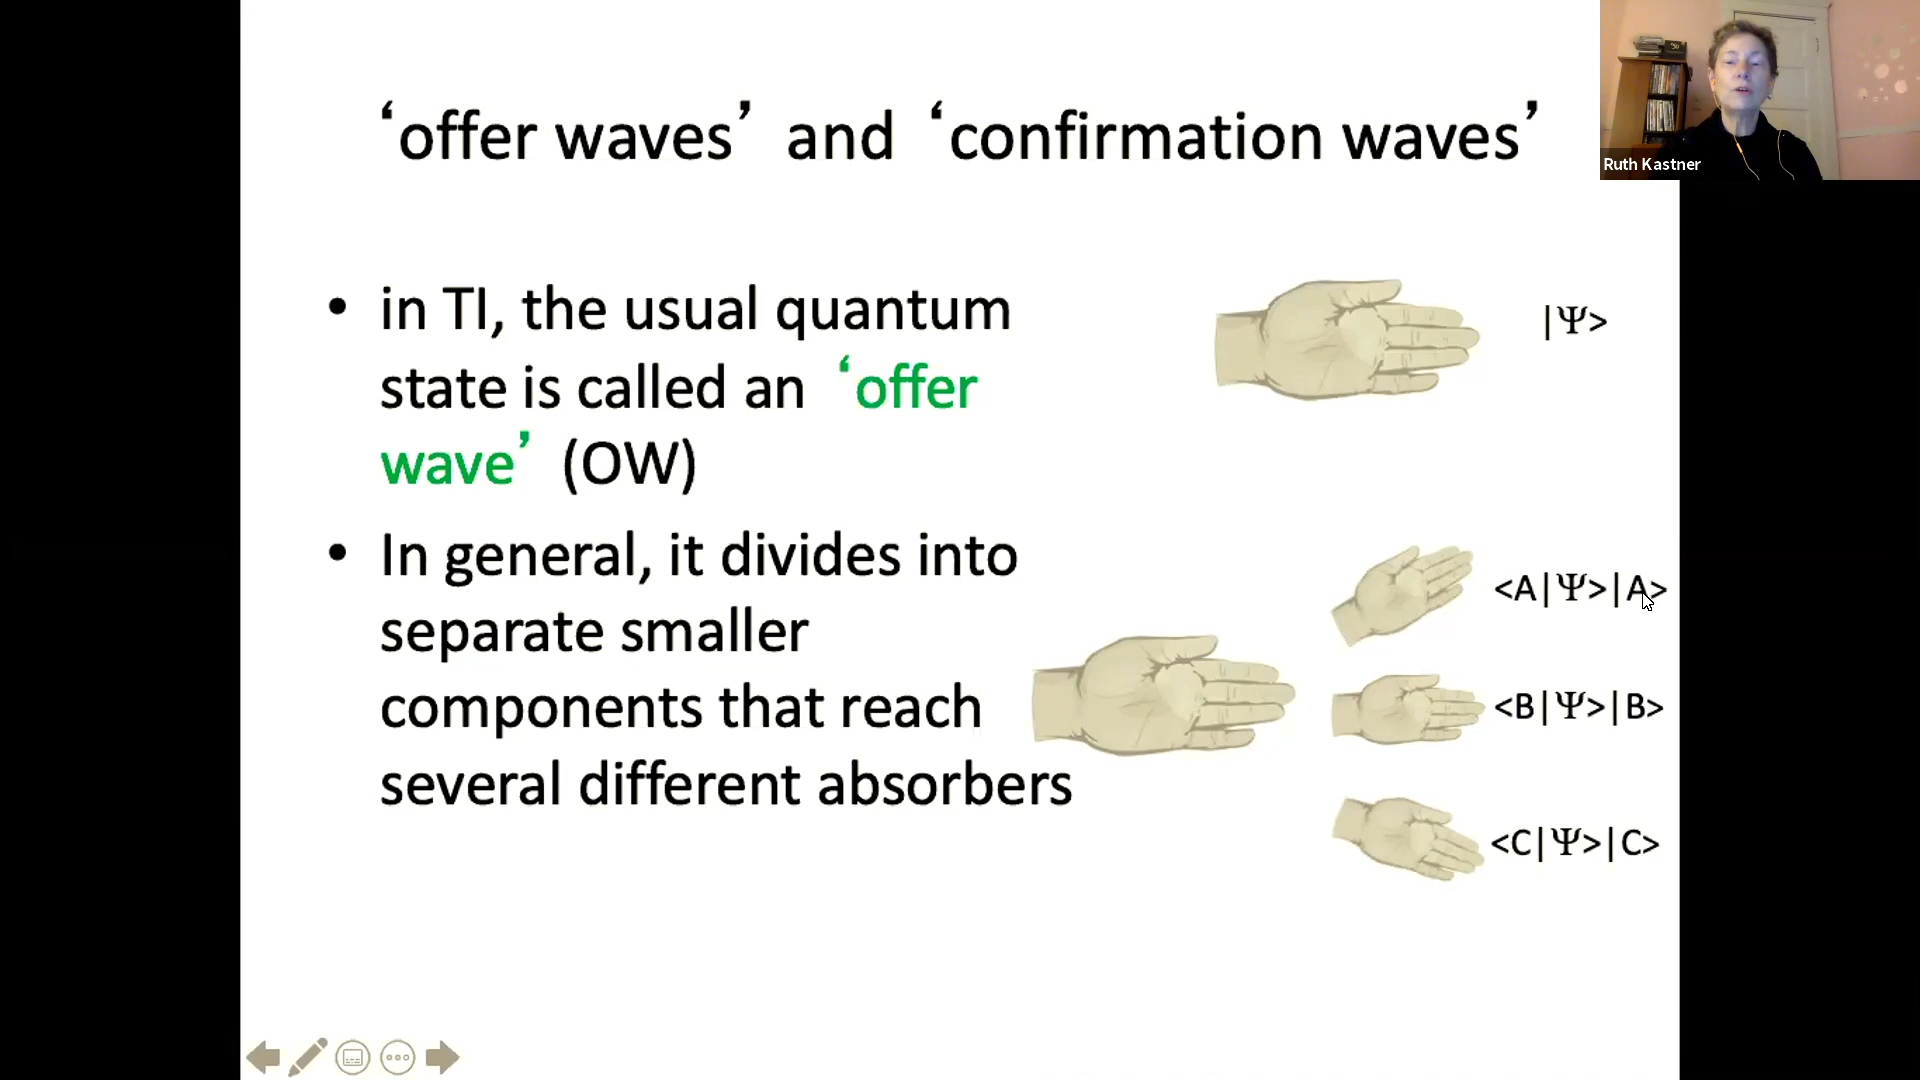 ‘offer waves’ and ‘confirmation waves’
Ruth Kastner
• in TI, the usual quantum
state is called an ‘offer
wave’ (OW)
|Ψ>
• In general, it divides into
separate smaller
components that reach
several different absorbers
<A|Ψ>|A>
<B|Ψ>|B>
<C|Ψ>|C>